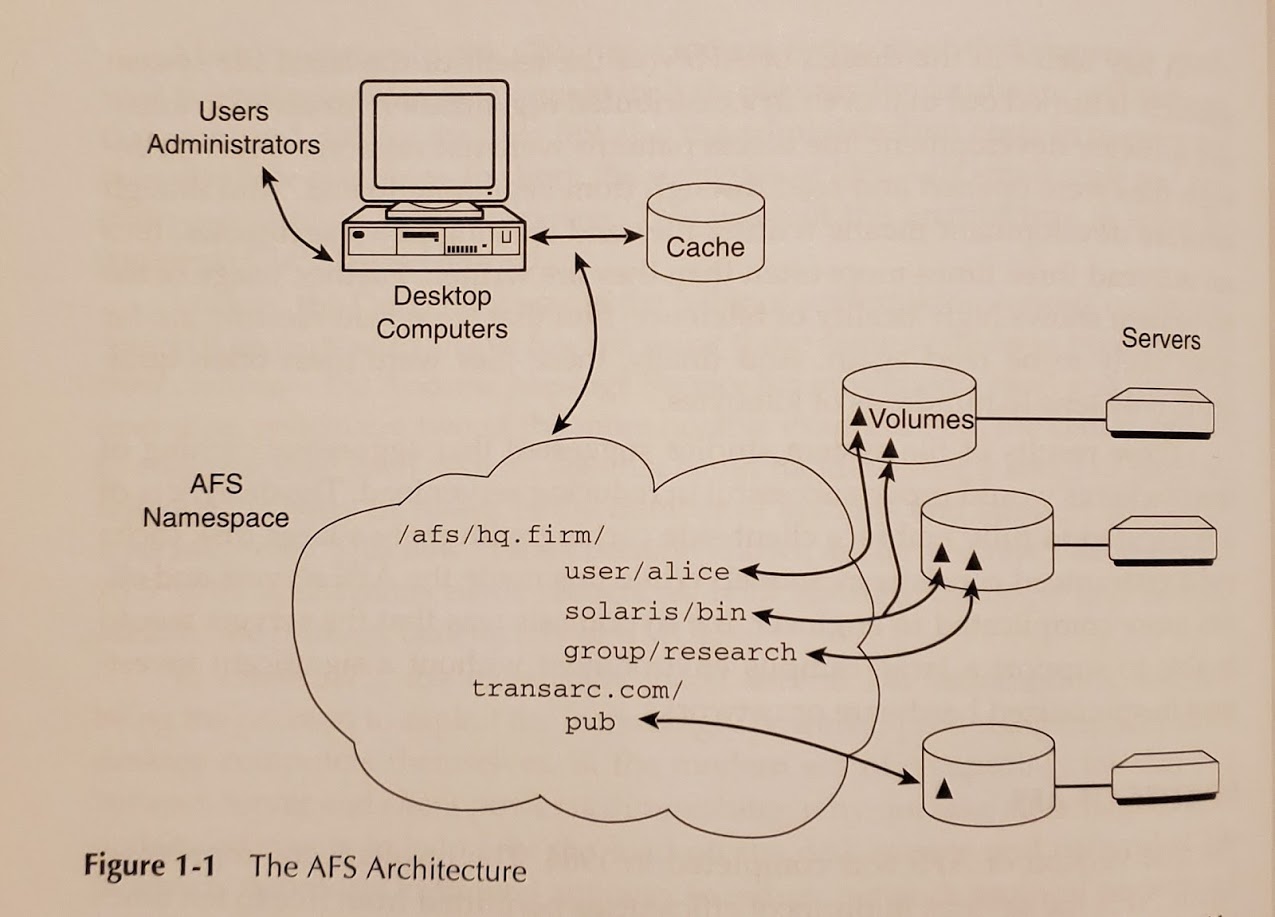 Users
Administrators
Cache
Desktop
Computers
Servers
Volumes
AFS
Namespace
/afs/hq.firm/
user/alice
solaris/bin
group/research
transarc.com/
pub
Figure 1-1 The AFS Architecture